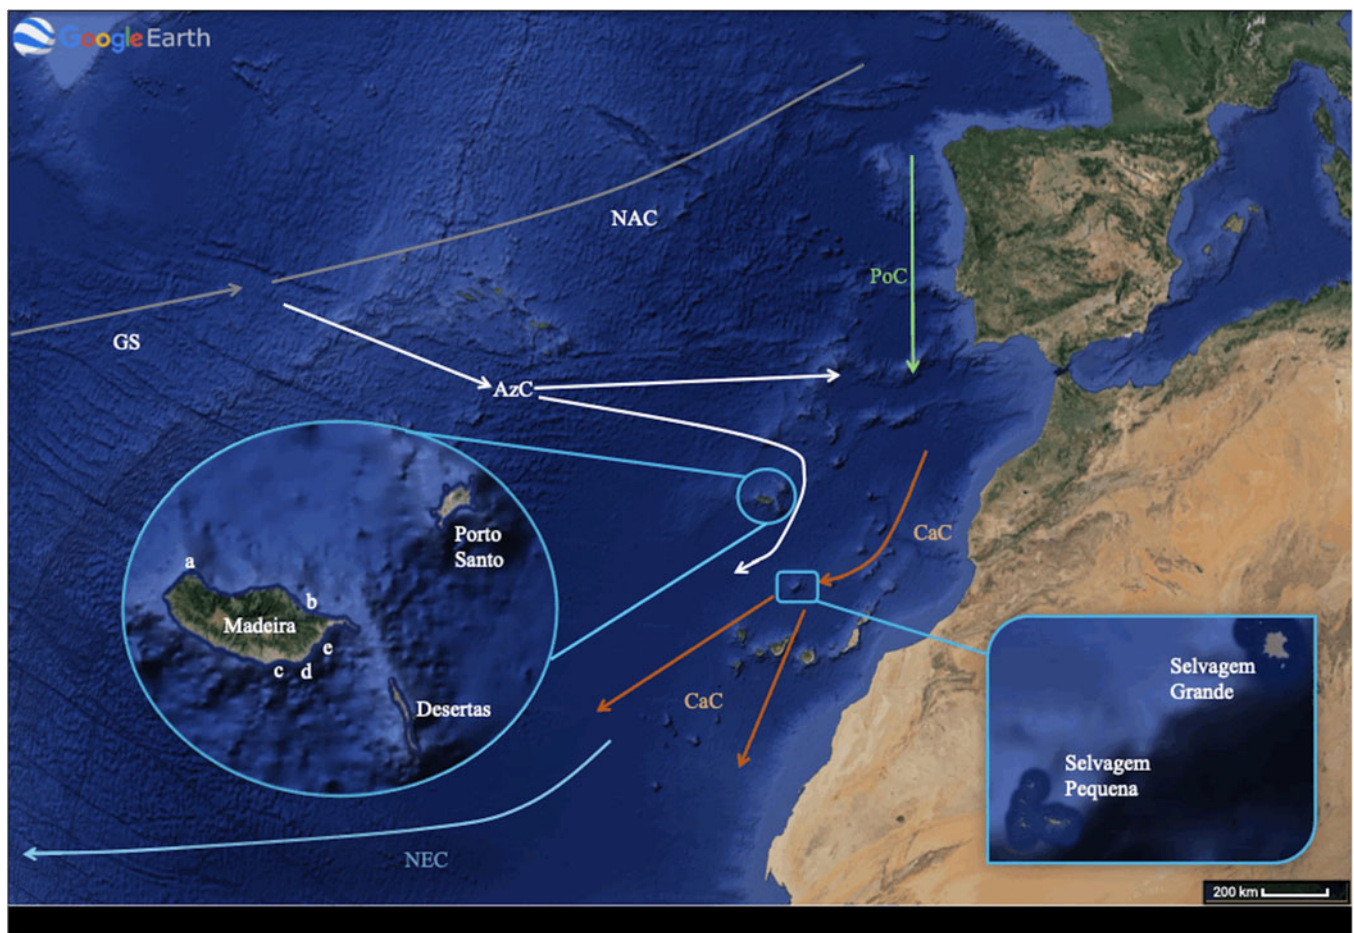 Google Earth
NAC
PoC
GS
AzC
CaC
Porto
Santo
a
b
Madeira
e
c
d
Desertas
CaC
Selvagem
Grande
Selvagem
Pequena
NEC
200 km